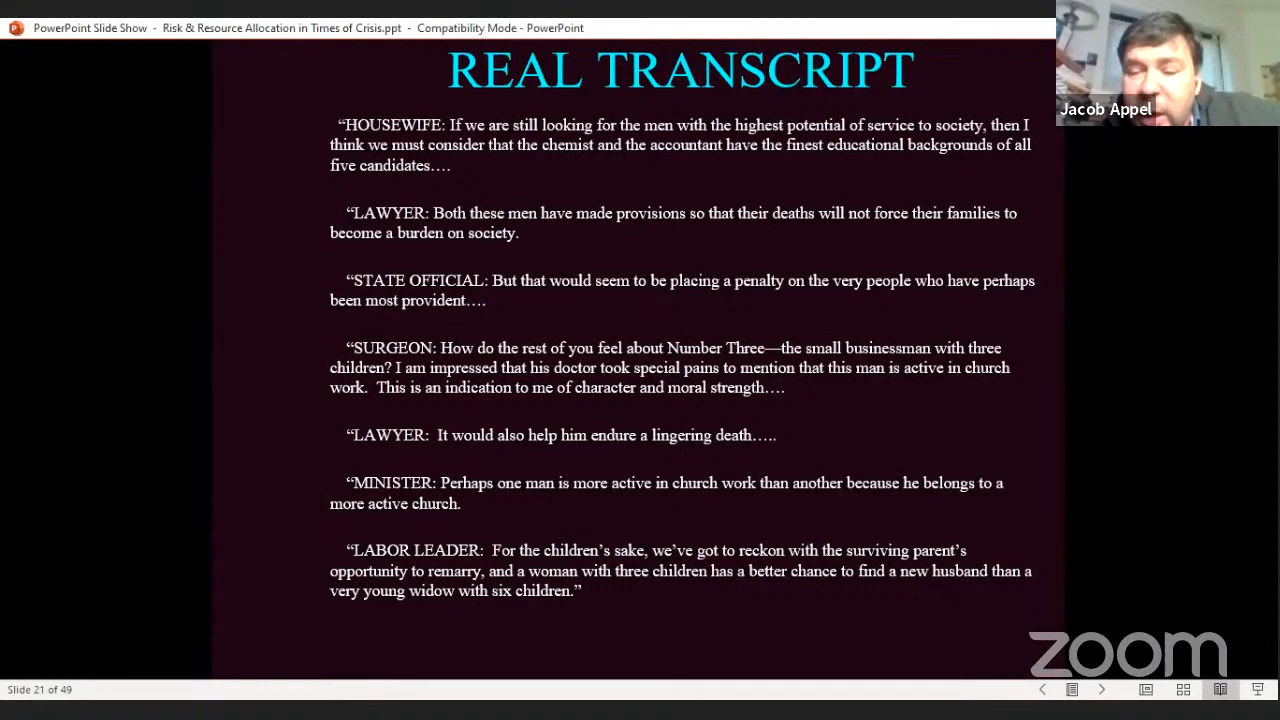 PowerPoint Slide Show - Risk & Resource Allocation in Times of Crisis.ppt - Compatibility Mode - PowerPoint
REAL TRANSCRIPT
Jacob Appel
“HOUSEWIFE: If we are still looking for the men with the highest potential of service to society, then I
think we must consider that the chemist and the accountant have the finest educational backgrounds of all
five candidates….
“LAWYER: Both these men have made provisions so that their deaths will not force their families to
become a burden on society.
“STATE OFFICIAL: But that would seem to be placing a penalty on the very people who have perhaps
been most provident….
“SURGEON: How do the rest of you feel about Number Three—the small businessman with three
children? I am impressed that his doctor took special pains to mention that this man is active in church
work. This is an indication to me of character and moral strength….
“LAWYER: It would also help him endure a lingering death…..
“MINISTER: Perhaps one man is more active in church work than another because he belongs to a
more active church.
“LABOR LEADER: For the children’s sake, we’ve got to reckon with the surviving parent’s
opportunity to remarry, and a woman with three children has a better chance to find a new husband than a
very young widow with six children.”
zoom
Slide 21 of 49